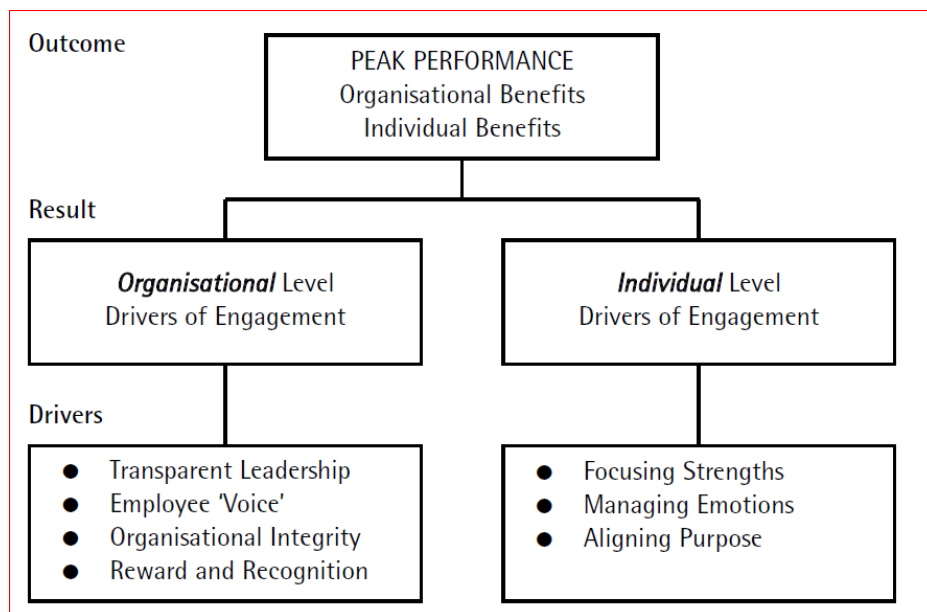 Outcome
PEAK PERFORMANCE
Organisational Benefits
Individual Benefits
Result
Organisational Level
Drivers of Engagement
Individual Level
Drivers of Engagement
Drivers
● Transparent Leadership
● Employee ‘Voice’
● Organisational Integrity
● Reward and Recognition
● Focusing Strengths
● Managing Emotions
● Aligning Purpose